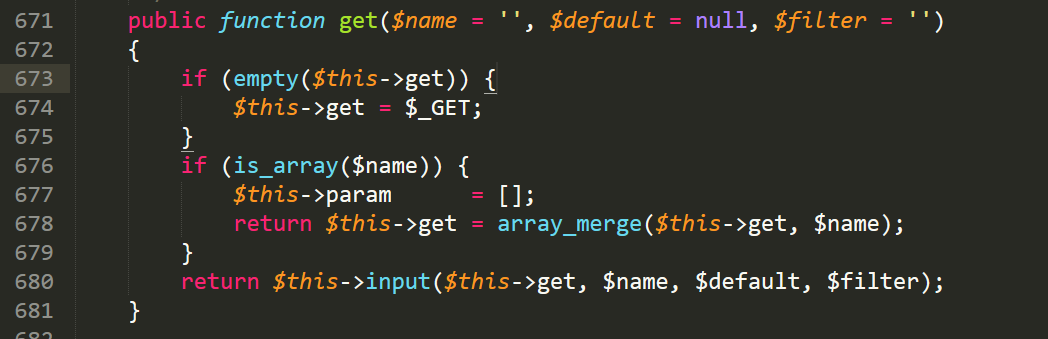 671 public function get($name = '', $default = null, $filter = '')
672 {
673 if (empty($this->get)) {
674 $this->get = $_GET;
675 }
676 if (is_array($name)) {
677 $this->param = [];
678 return $this->get = array_merge($this->get, $name);
679 }
680 return $this->input($this->get, $name, $default, $filter);
681 }